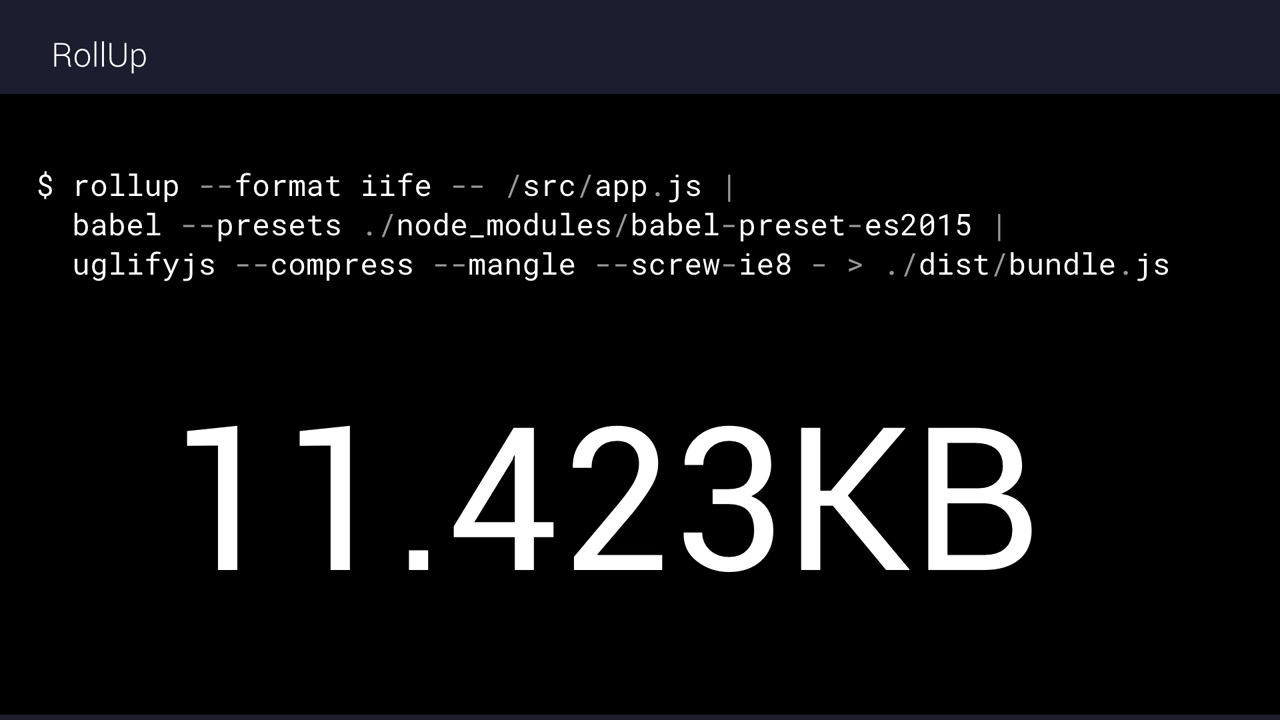 RollUp
$ rollup --format iife -- /src/app.js |
babel --presets ./node_modules/babel-preset-es2015 |
uglifyjs --compress --mangle --screw-ie8 - > ./dist/bundle.js
11.423KB